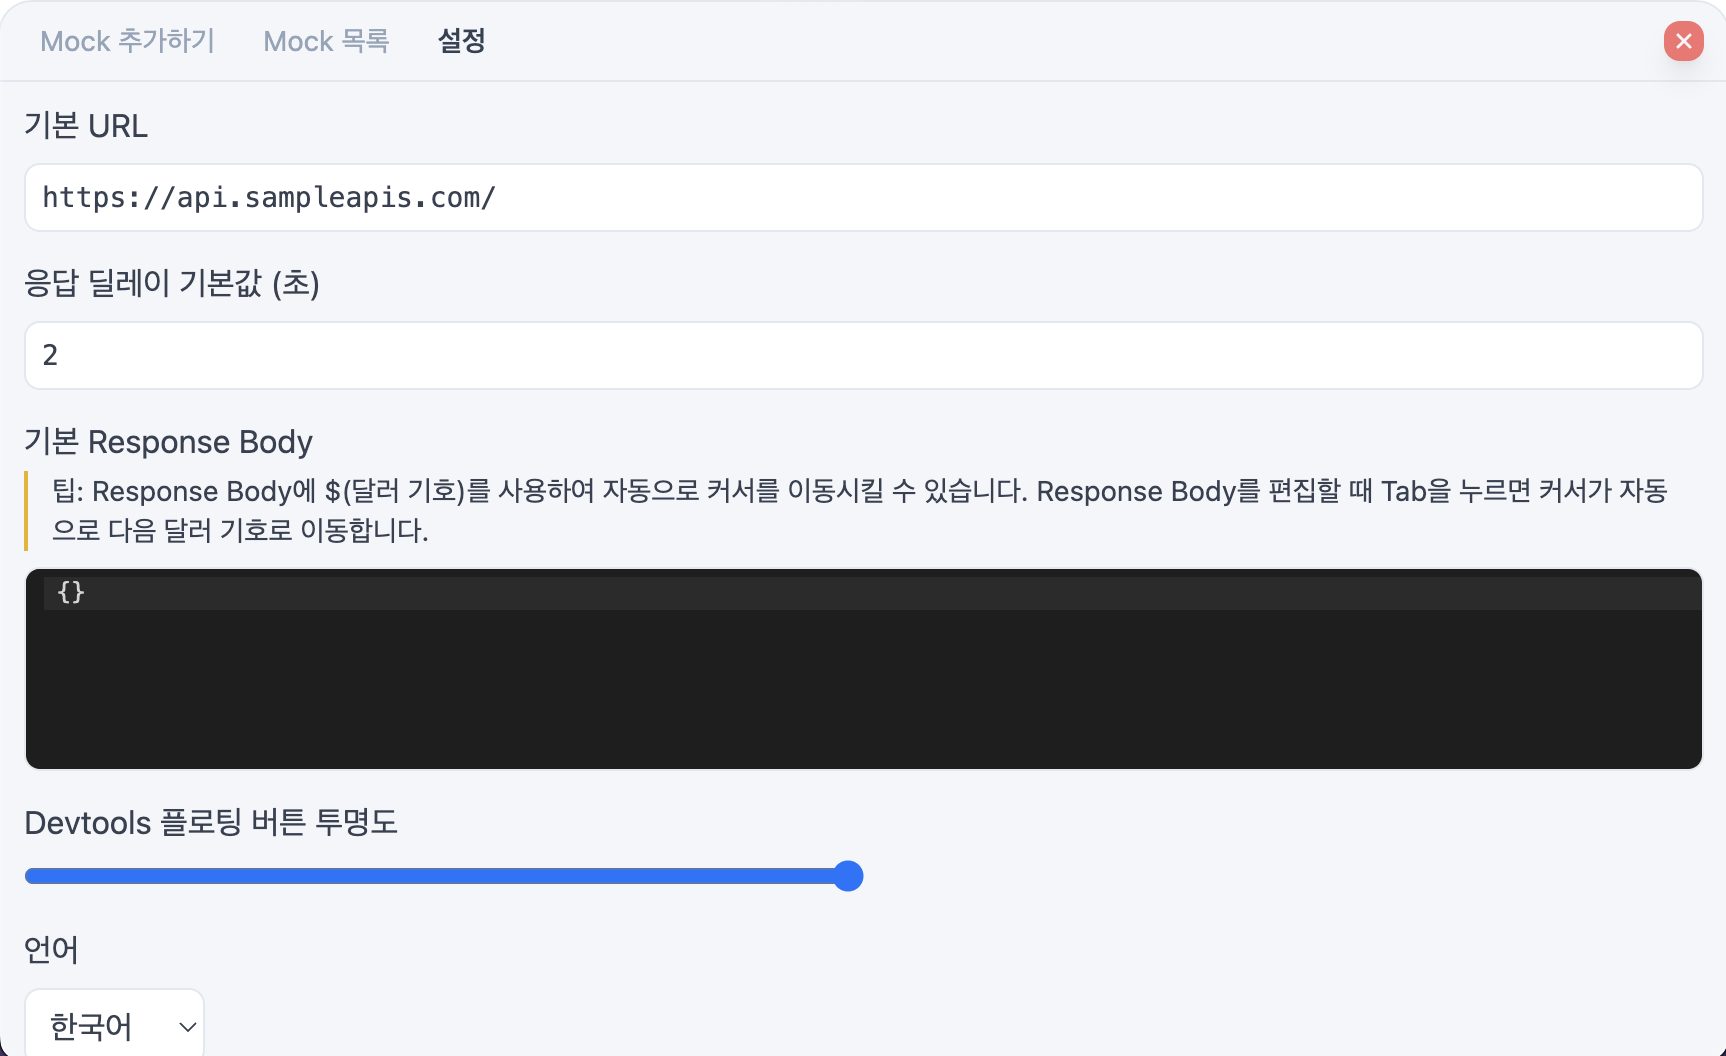 Mock 추가하기 Mock 목록 설정
기본 URL
https://api.sampleapis.com/
응답 딜레이 기본값 (초)
2
기본 Response Body
팁: Response Body에 $(달러 기호)를 사용하여 자동으로 커서를 이동시킬 수 있습니다. Response Body를 편집할 때 Tab을 누르면 커서가 자동
으로 다음 달러 기호로 이동합니다.
{}
Devtools 플로팅 버튼 투명도
언어
한국어